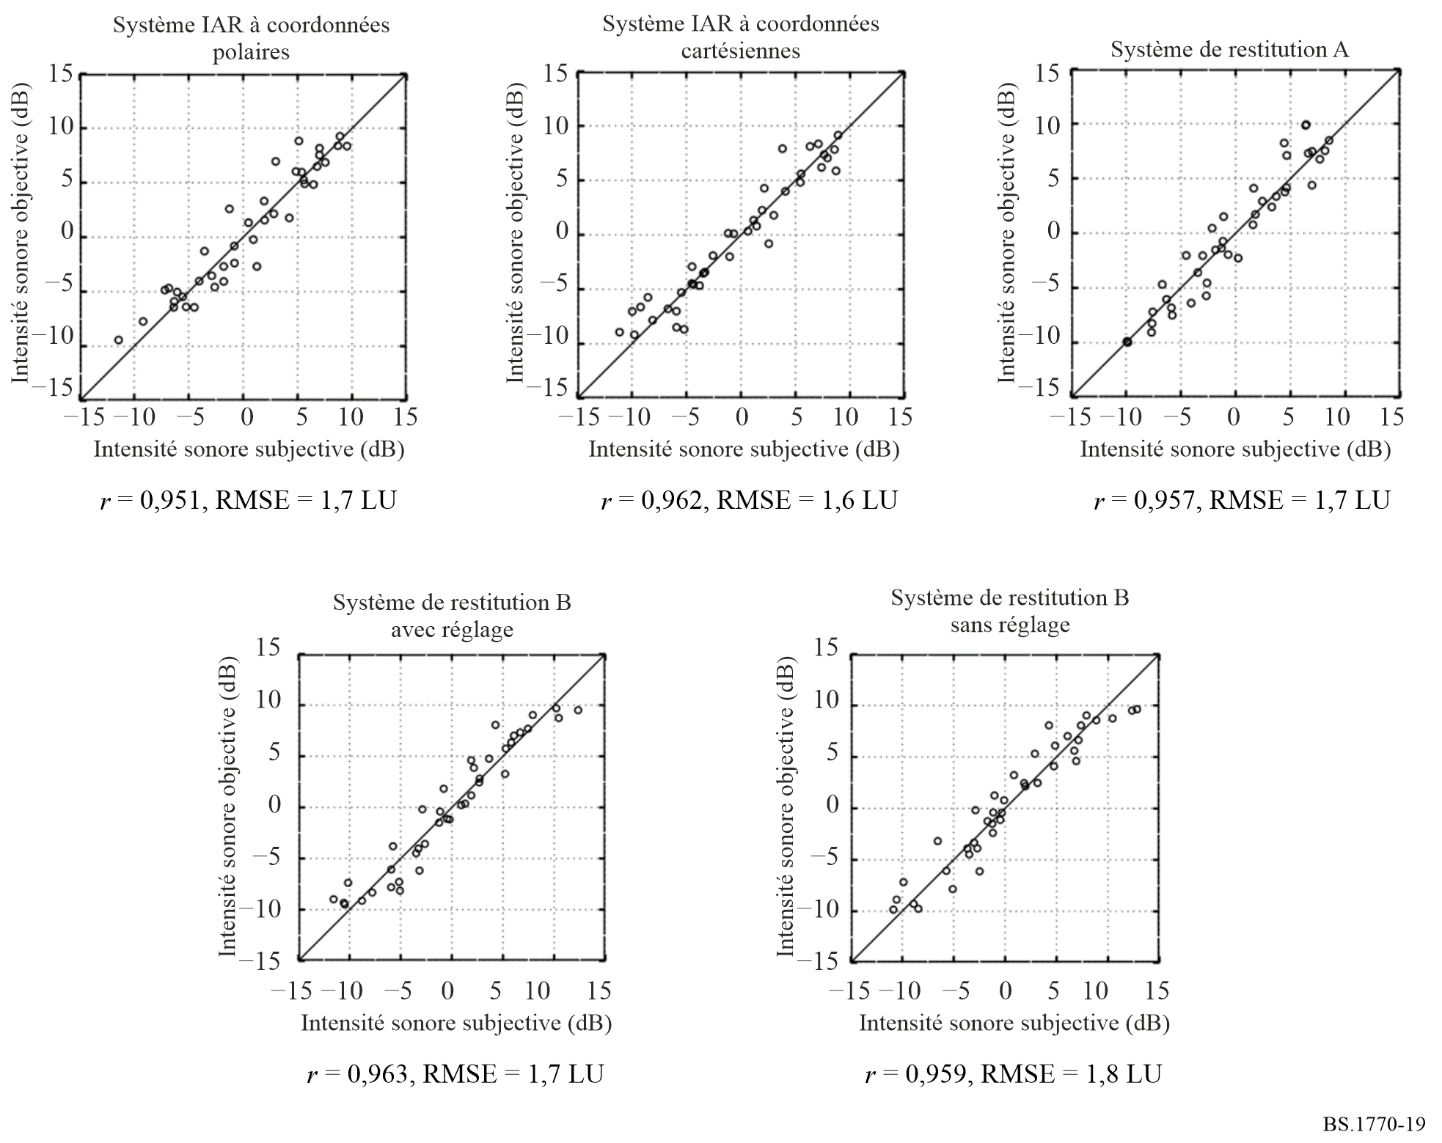 Système IAR à coordonnées
polaires
15
10
5
0
−5
−10
−15
Intensité sonore objective (dB)
−15 −10 −5 0 5 10 15
Intensité sonore subjective (dB)
r = 0,951, RMSE = 1,7 LU
Système IAR à coordonnées
cartésiennes
15
10
5
0
−5
−10
−15
Intensité sonore objective (dB)
−15 −10 −5 0 5 10 15
Intensité sonore subjective (dB)
r = 0,962, RMSE = 1,6 LU
Système de restitution A
15
10
5
0
−5
−10
−15
Intensité sonore objective (dB)
−15 −10 −5 0 5 10 15
Intensité sonore subjective (dB)
r = 0,957, RMSE = 1,7 LU
Système de restitution B
avec réglage
15
10
5
0
−5
−10
−15
Intensité sonore objective (dB)
−15 −10 −5 0 5 10 15
Intensité sonore subjective (dB)
r = 0,963, RMSE = 1,7 LU
Système de restitution B
sans réglage
15
10
5
0
−5
−10
−15
Intensité sonore objective (dB)
−15 −10 −5 0 5 10 15
Intensité sonore subjective (dB)
r = 0,959, RMSE = 1,8 LU
BS.1770-19